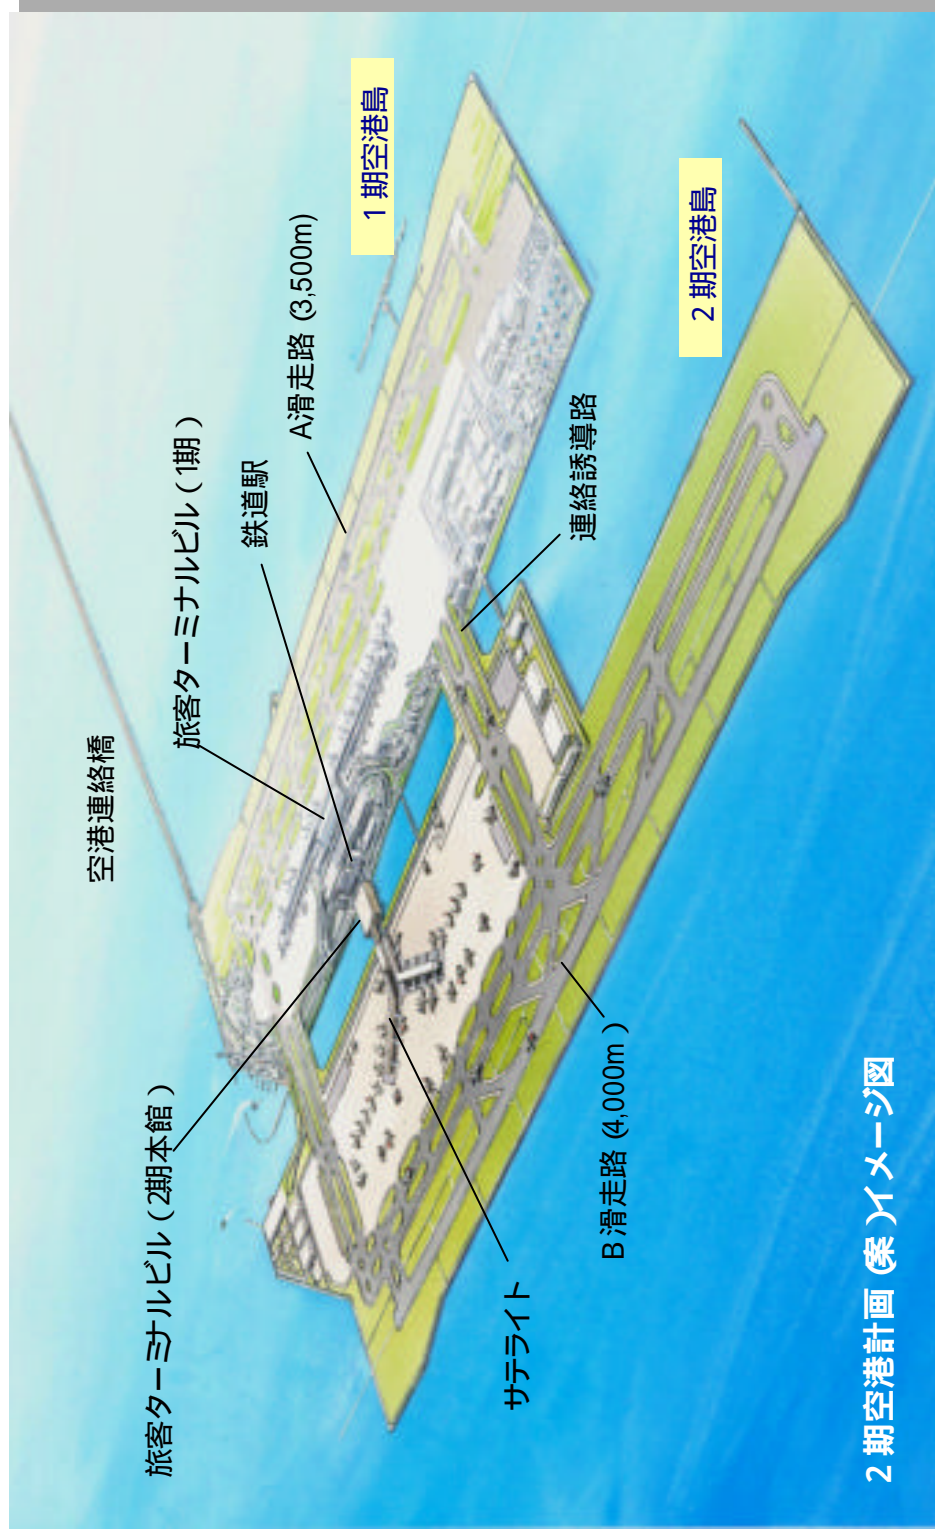 空港連絡橋
旅客ターミナルビル（1期）
鉄道駅
A滑走路 (3,500m)
1 期空港島
旅客ターミナルビル（2期本館）
連絡誘導路
2 期空港島
サテライト
B 滑走路 (4,000m )
2 期空港計画 (案 )イメージ図